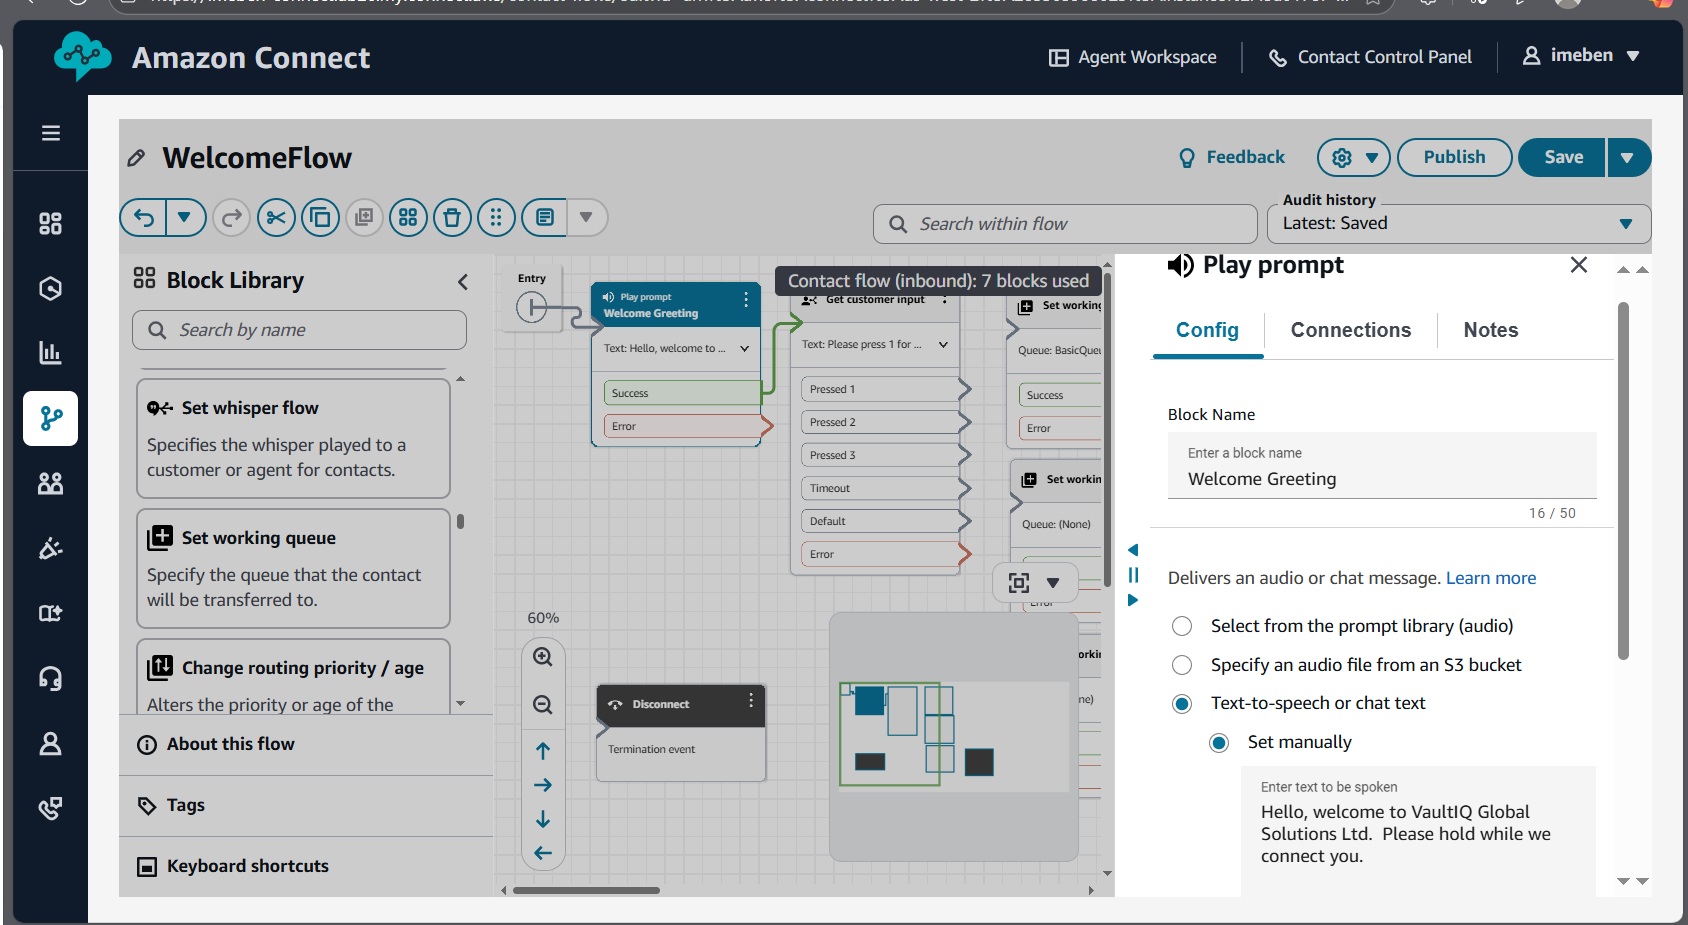 Amazon Connect
Agent Workspace
Contact Control Panel
imeben
WelcomeFlow
Feedback
Publish
Save
Search within flow
Audit history
Latest: Saved
Block Library
Search by name
Set whisper flow
Specifies the whisper played to a
customer or agent for contacts.
Set working queue
Specify the queue that the contact
will be transferred to.
Change routing priority / age
Alters the priority or age of the
About this flow
Tags
Keyboard shortcuts
Entry
Contact flow (inbound): 7 blocks used
Play prompt
Welcome Greeting
Text: Hello, welcome to ...
Success
Error
Get customer input
Text: Please press 1 for ...
Pressed 1
Pressed 2
Pressed 3
Timeout
Default
Error
Set working
Queue: BasicQueu
Success
Error
Set workin
Queue: (None)
Error
orkin
ne)
60%
Disconnect
Termination event
Play prompt
Config
Connections
Notes
Block Name
Enter a block name
Welcome Greeting
16 / 50
Delivers an audio or chat message. Learn more
Select from the prompt library (audio)
Specify an audio file from an S3 bucket
Text-to-speech or chat text
Set manually
Enter text to be spoken
Hello, welcome to VaultIQ Global
Solutions Ltd.  Please hold while we
connect you.